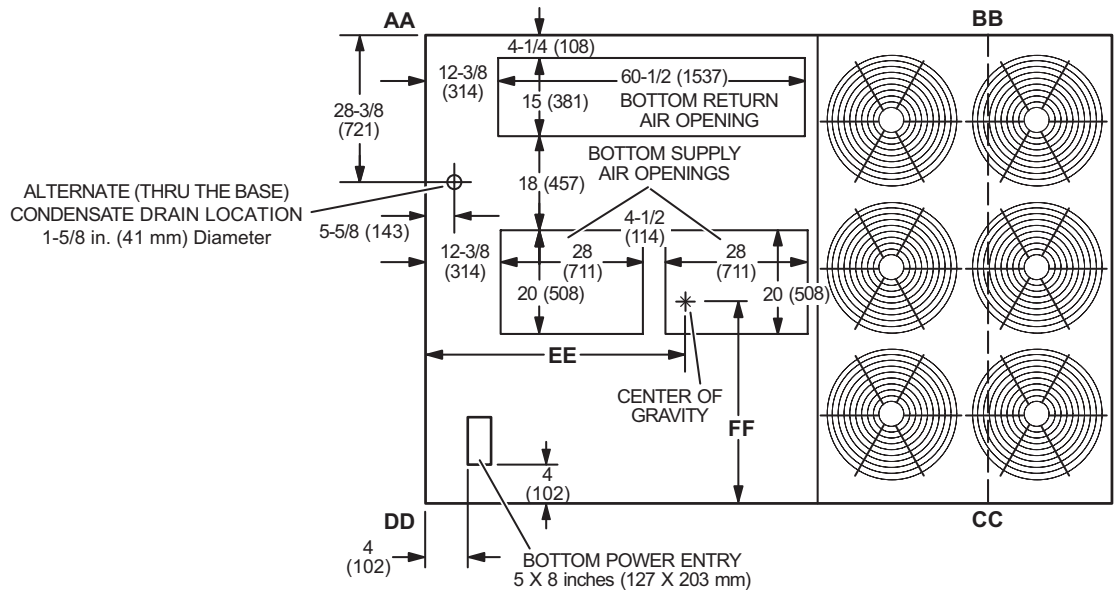 AA
BB
4-1/4 (108)
12-3/8
(314)
60-1/2 (1537)
15 (381)
BOTTOM RETURN
AIR OPENING
28-3/8
(721)
BOTTOM SUPPLY
AIR OPENINGS
18 (457)
ALTERNATE (THRU THE BASE)
CONDENSATE DRAIN LOCATION
1-5/8 in. (41 mm) Diameter
5-5/8 (143)
4-1/2
(114)
12-3/8
(314)
28
(711)
28
(711)
20 (508)
20 (508)
EE
CENTER OF
GRAVITY
FF
4
(102)
DD
CC
4
(102)
BOTTOM POWER ENTRY
5 X 8 inches (127 X 203 mm)